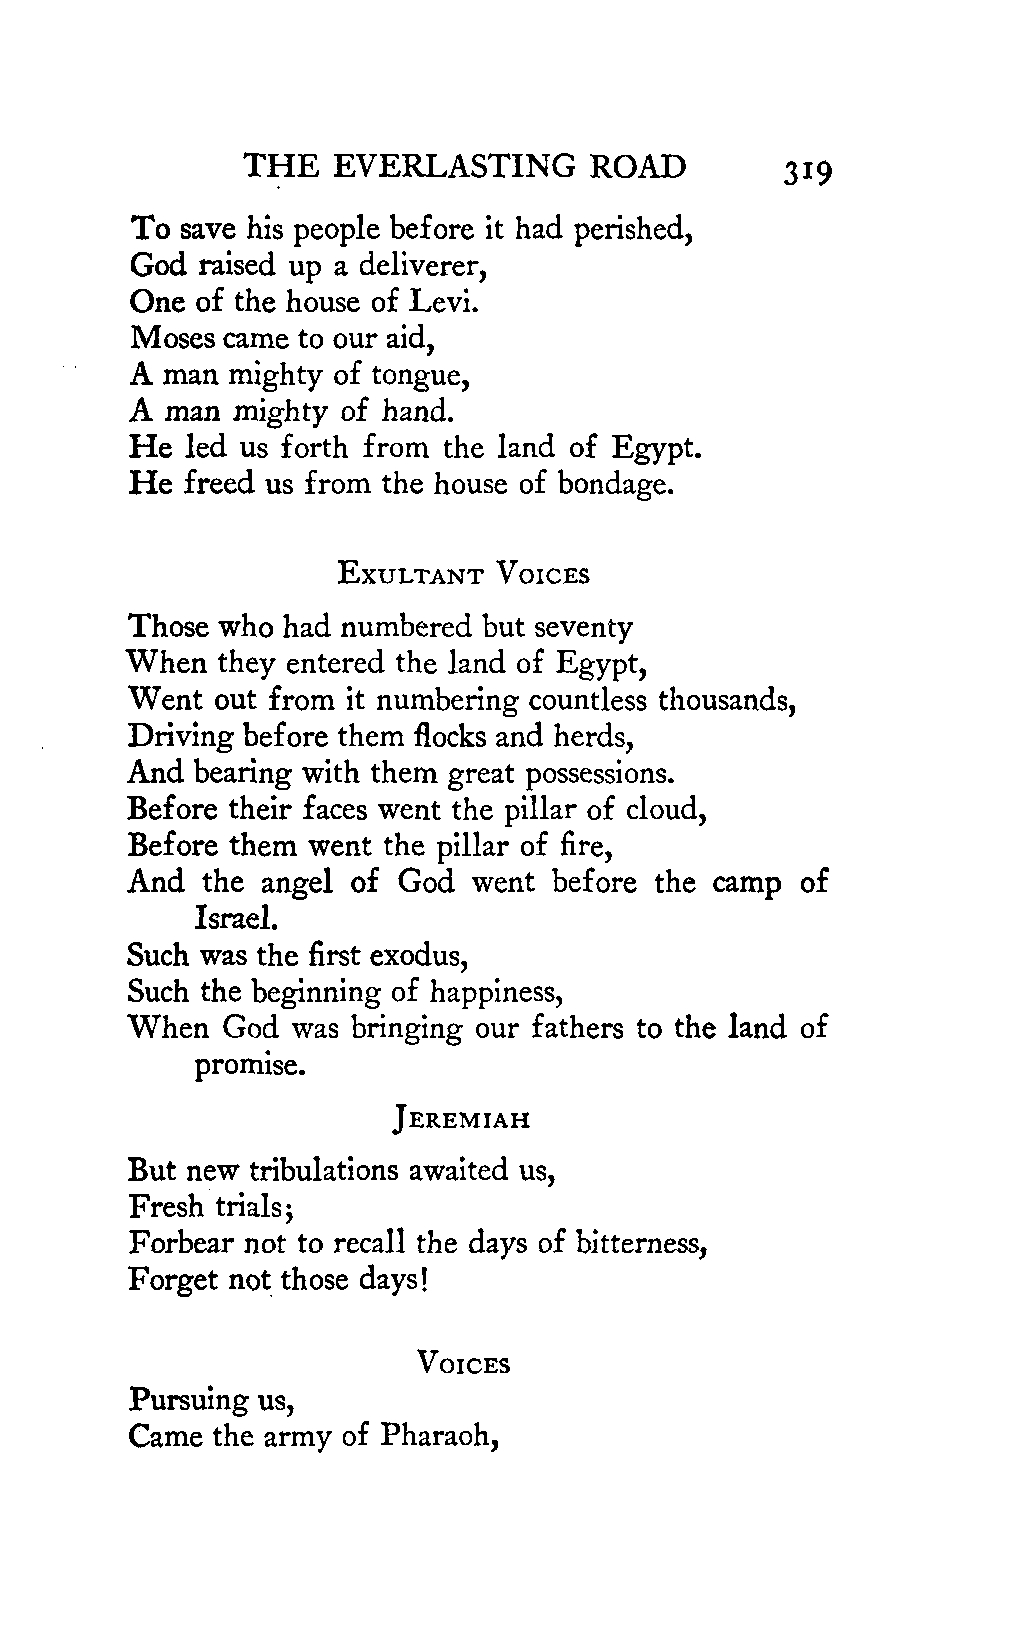 THE EVERLASTING ROAD 319
To save his people before it had perished,
God raised up a deliverer,
One of the house of Levi.
Moses came to our aid,
A man mighty of tongue,
A man mighty of hand.
He led us forth from the land of Egypt.
He freed us from the house of bondage.
Exultant Voices
Those who had numbered but seventy
When they entered the land of Egypt,
Went out from it numbering countless thousands,
Driving before them flocks and herds,
And bearing with them great possessions.
Before their faces went the pillar of cloud,
Before them went the pillar of fire,
And the angel of God went before the camp of
Israel.
Such was the first exodus,
Such the beginning of happiness,
When God was bringing our fathers to the land of
promise.
Jeremiah
But new tribulations awaited us,
Fresh trials;
Forbear not to recall the days of bitterness,
Forget not those days!
Voices
Pursuing us,
Came the army of Pharaoh,